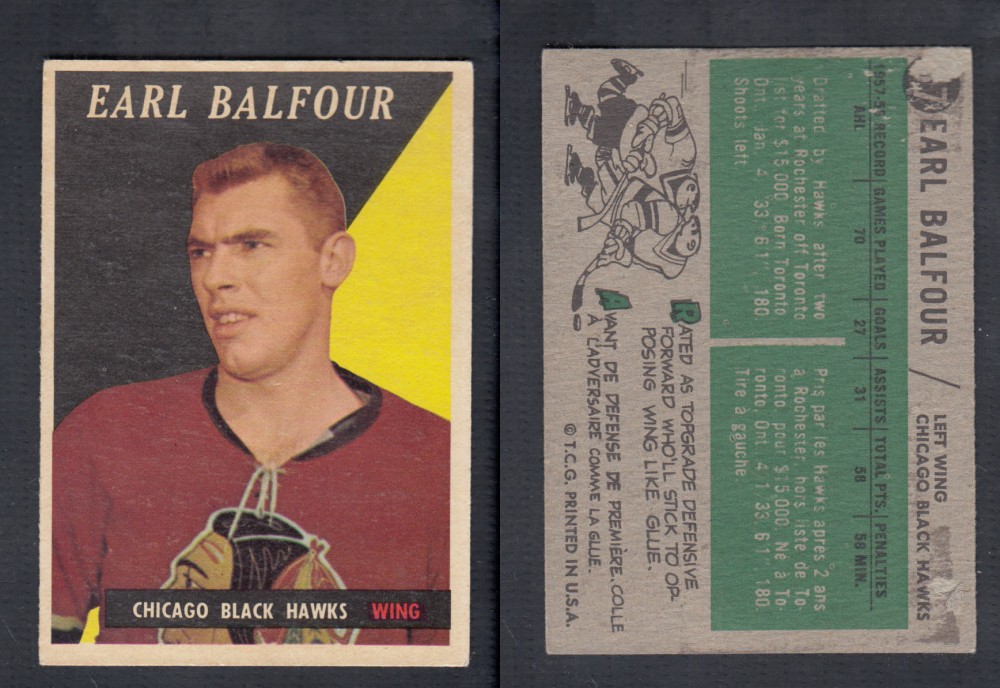 EARL BALFOUR
CHICAGO BLACK HAWKS WING
EARL BALFOUR
LEFT WING
CHICAGO BLACK HAWKS
1957-58 RECORD GAMES PLAYED GOALS ASSISTS TOTAL PTS. PENALTIES
AHL 70 27 31 58 58 MIN.
Drafted by Hawks after two
years at Rochester off Toronto
list for $15,000. Born Toronto
Ont. Jan. 4, '33; 6'1", 180.
Shoots left.
Pris par les Hawks apres 2 ans
a Rochester hors liste de To-
ronto pour $15,000. Né à To-
ronto, Ont. 4/1/33, 6'1" 180.
Tire à gauche.
RATED AS TOPGRADE DEFENSIVE
FORWARD WHO'LL STICK TO OP-
POSING WING LIKE GLUE.
AVANT DE DEFENSE DE PREMIÈRE. COLLE
À L'ADVERSAIRE COMME LA GLUE.
© T.C.G. PRINTED IN U.S.A.